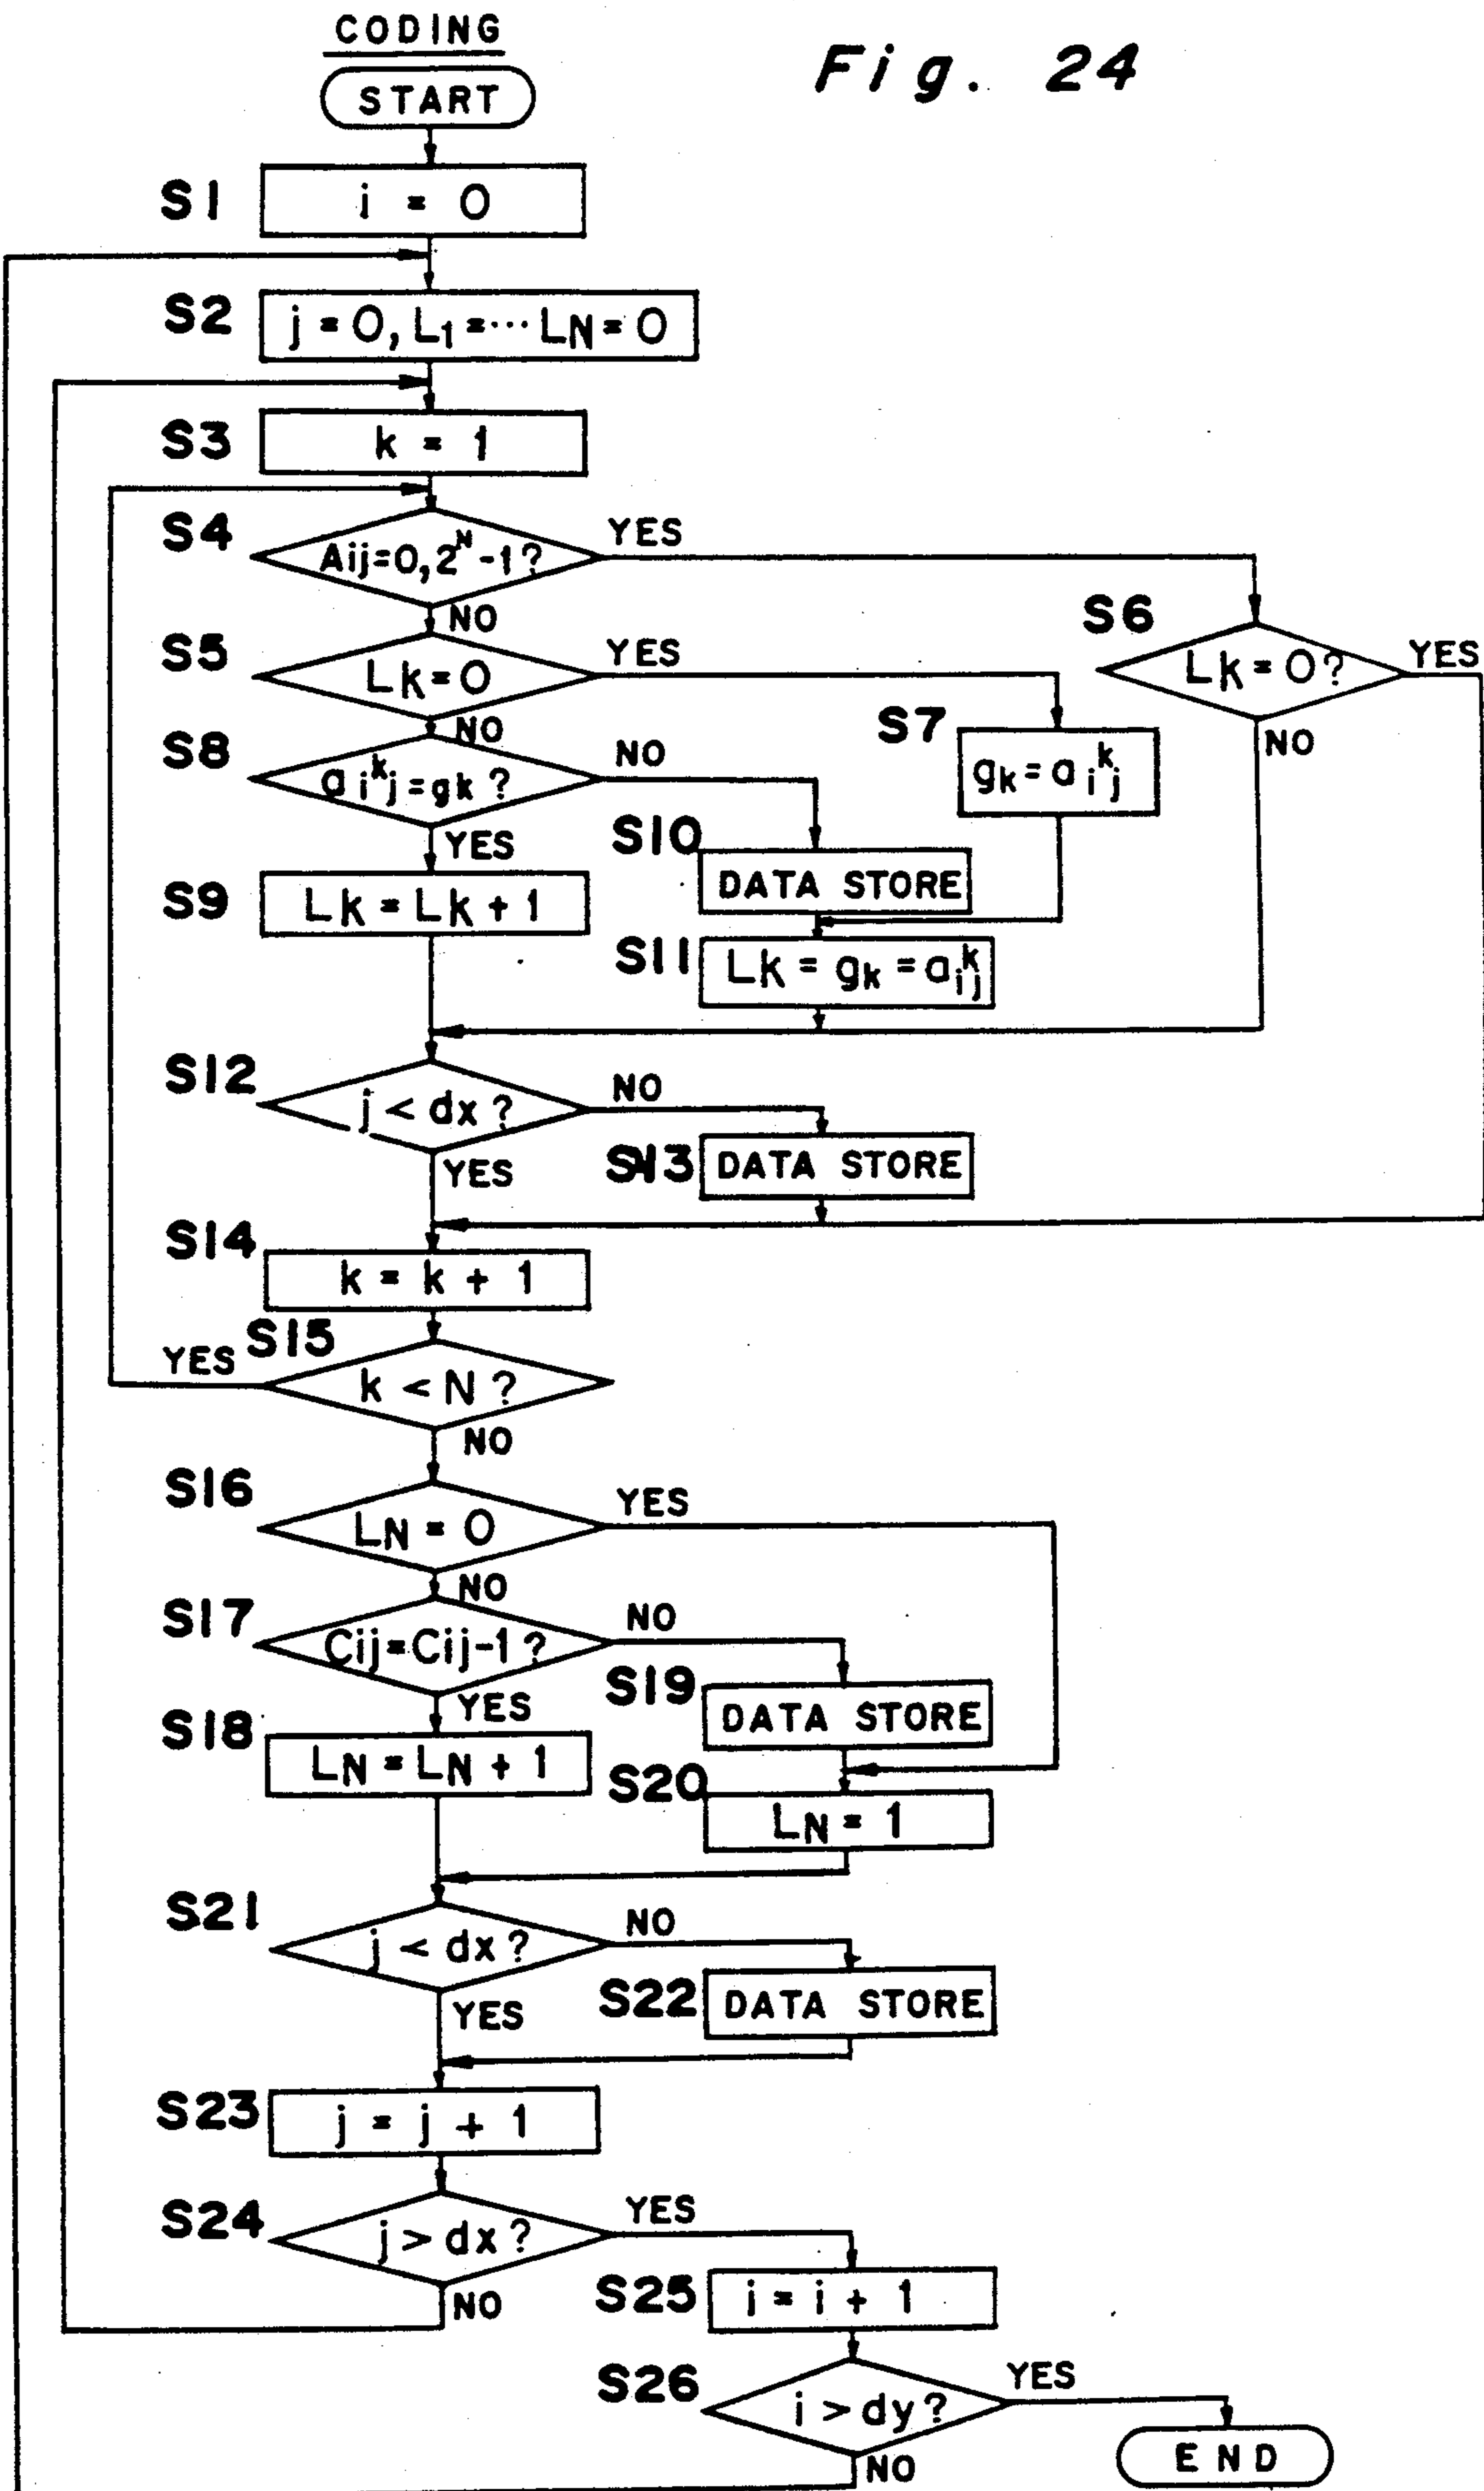 CODING
Fig. 24
START
S1
i = 0
S2
j = 0, L1 = ··· LN = 0
S3
k = 1
S4
Aij=0, 2^N -1?
YES
NO
S5
Lk=0
YES
NO
S6
Lk=0?
YES
NO
S7
gk=a i^k j
S8
a i^k j=gk?
NO
YES
S10
DATA STORE
S9
Lk = Lk + 1
S11
Lk = gk = a i^k j
S12
j < dx?
NO
YES
S13
DATA STORE
S14
k = k + 1
S15
YES
k < N?
NO
S16
LN = 0
YES
NO
S17
Cij=Cij-1?
NO
YES
S19
DATA STORE
S18
LN = LN + 1
S20
LN = 1
S21
j < dx?
NO
YES
S22
DATA STORE
S23
j = j + 1
S24
j > dx?
YES
NO
S25
i = i + 1
S26
i > dy?
YES
NO
END